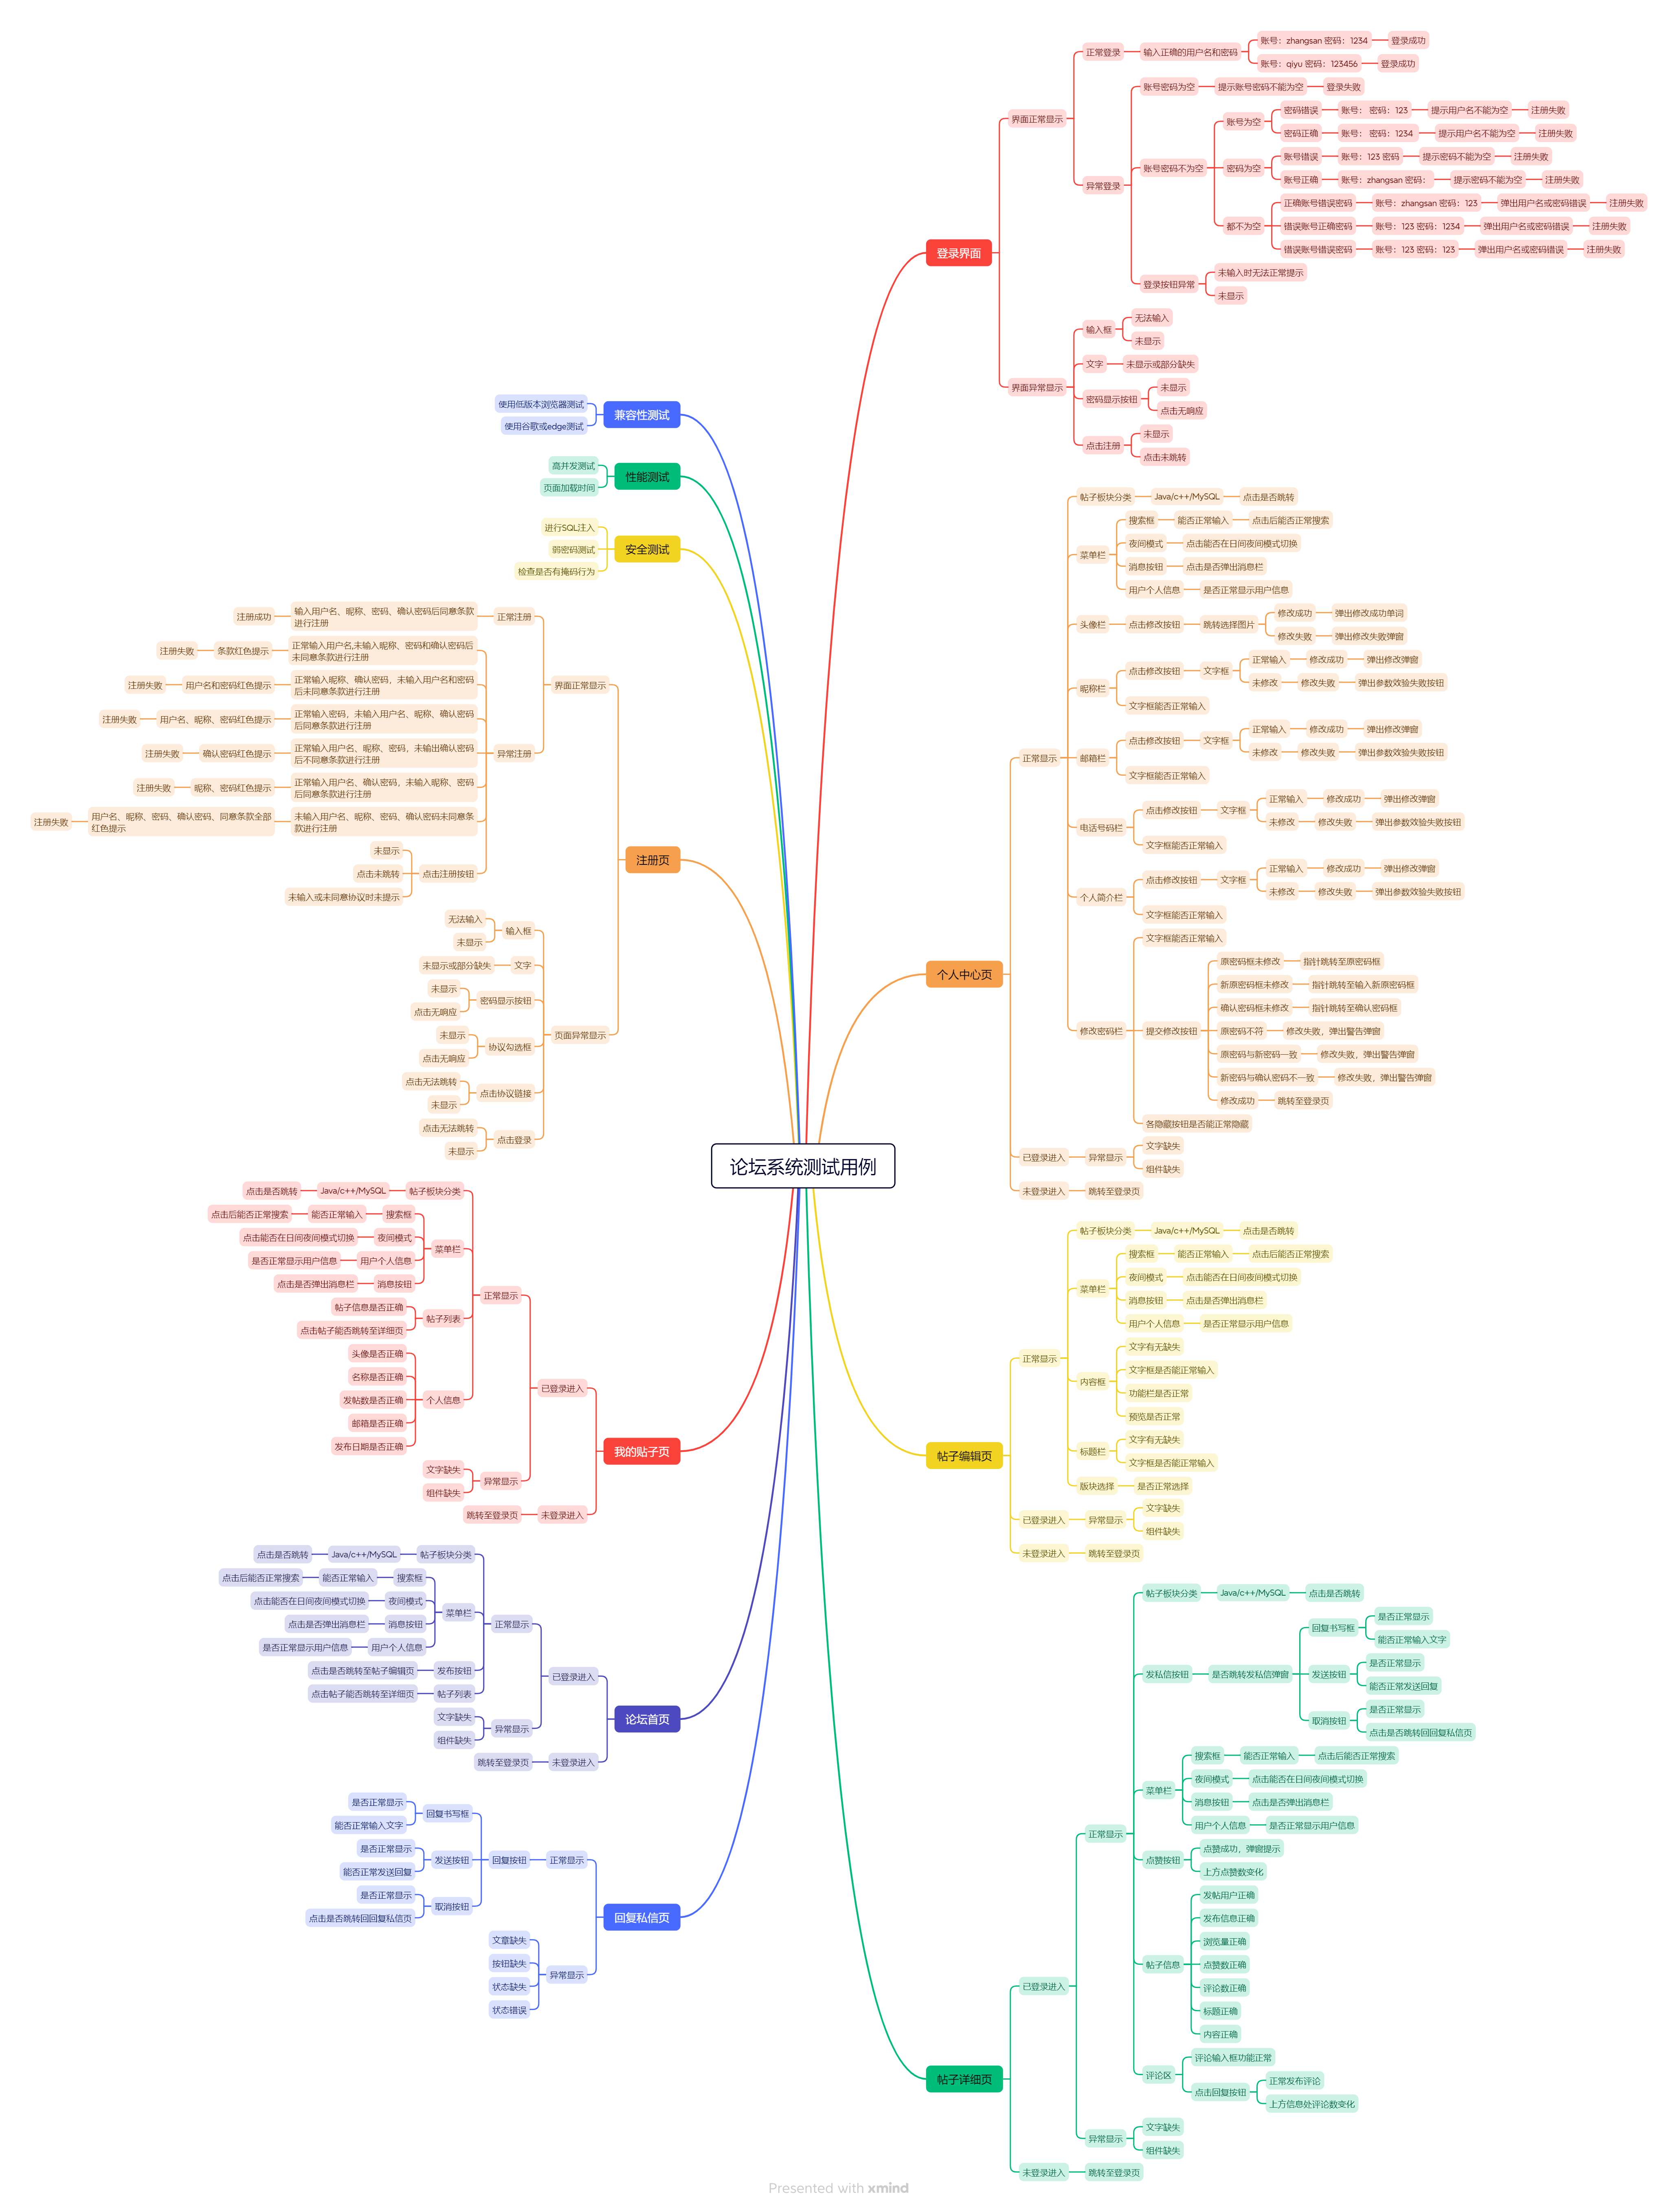 论坛系统测试用例
登录界面
界面正常显示
正常登录
输入正确的用户名和密码
账号：zhangsan 密码：1234
登录成功
账号：qiyu 密码：123456
登录成功
异常登录
账号密码为空
提示账号密码不能为空
登录失败
账号密码不为空
账号为空
密码错误
账号： 密码：123
提示用户名不能为空
注册失败
密码正确
账号： 密码：1234
提示用户名不能为空
注册失败
密码为空
账号错误
账号：123 密码
提示密码不能为空
注册失败
账号正确
账号：zhangsan 密码：
提示密码不能为空
注册失败
都不为空
正确账号错误密码
账号：zhangsan 密码：123
弹出用户名或密码错误
注册失败
错误账号正确密码
账号：123 密码：1234
弹出用户名或密码错误
注册失败
错误账号错误密码
账号：123 密码：123
弹出用户名或密码错误
注册失败
登录按钮异常
未输入时无法正常提示
未显示
界面异常显示
输入框
无法输入
未显示
文字
未显示或部分缺失
密码显示按钮
未显示
点击无响应
点击注册
未显示
点击未跳转
个人中心页
正常显示
帖子板块分类
Java/c++/MySQL
点击是否跳转
菜单栏
搜索框
能否正常输入
点击后能否正常搜索
夜间模式
点击能否在日间夜间模式切换
消息按钮
点击是否弹出消息栏
用户个人信息
是否正常显示用户信息
头像栏
点击修改按钮
跳转选择图片
修改成功
弹出修改成功单词
修改失败
弹出修改失败弹窗
昵称栏
点击修改按钮
文字框
正常输入
修改成功
弹出修改弹窗
未修改
修改失败
弹出参数效验失败按钮
文字框能否正常输入
邮箱栏
点击修改按钮
文字框
正常输入
修改成功
弹出修改弹窗
未修改
修改失败
弹出参数效验失败按钮
文字框能否正常输入
电话号码栏
点击修改按钮
文字框
正常输入
修改成功
弹出修改弹窗
未修改
修改失败
弹出参数效验失败按钮
文字框能否正常输入
个人简介栏
点击修改按钮
文字框
正常输入
修改成功
弹出修改弹窗
未修改
修改失败
弹出参数效验失败按钮
文字框能否正常输入
修改密码栏
文字框能否正常输入
提交修改按钮
原密码框未修改
指针跳转至原密码框
新原密码框未修改
指针跳转至输入新原密码框
确认密码框未修改
指针跳转至确认密码框
原密码不符
修改失败，弹出警告弹窗
原密码与新密码一致
修改失败，弹出警告弹窗
新密码与确认密码不一致
修改失败，弹出警告弹窗
修改成功
跳转至登录页
各隐藏按钮是否能正常隐藏
已登录进入
异常显示
文字缺失
组件缺失
未登录进入
跳转至登录页
帖子编辑页
正常显示
帖子板块分类
Java/c++/MySQL
点击是否跳转
菜单栏
搜索框
能否正常输入
点击后能否正常搜索
夜间模式
点击能否在日间夜间模式切换
消息按钮
点击是否弹出消息栏
用户个人信息
是否正常显示用户信息
内容框
文字有无缺失
文字框是否能正常输入
功能栏是否正常
预览是否正常
标题栏
文字有无缺失
文字框是否能正常输入
版块选择
是否正常选择
已登录进入
异常显示
文字缺失
组件缺失
未登录进入
跳转至登录页
帖子详细页
已登录进入
正常显示
帖子板块分类
Java/c++/MySQL
点击是否跳转
发私信按钮
是否跳转发私信弹窗
回复书写框
是否正常显示
能否正常输入文字
发送按钮
是否正常显示
能否正常发送回复
取消按钮
是否正常显示
点击是否跳转回回复私信页
菜单栏
搜索框
能否正常输入
点击后能否正常搜索
夜间模式
点击能否在日间夜间模式切换
消息按钮
点击是否弹出消息栏
用户个人信息
是否正常显示用户信息
点赞按钮
点赞成功，弹窗提示
上方点赞数变化
帖子信息
发帖用户正确
发布信息正确
浏览量正确
点赞数正确
评论数正确
标题正确
内容正确
评论区
评论输入框功能正常
点击回复按钮
正常发布评论
上方信息处评论数变化
异常显示
文字缺失
组件缺失
未登录进入
跳转至登录页
兼容性测试
使用低版本浏览器测试
使用谷歌或edge测试
性能测试
高并发测试
页面加载时间
安全测试
进行SQL注入
弱密码测试
检查是否有掩码行为
注册页
界面正常显示
正常注册
输入用户名、昵称、密码、确认密码后同意条款
进行注册
注册成功
异常注册
正常输入用户名,未输入昵称、密码和确认密码后
未同意条款进行注册
条款红色提示
注册失败
正常输入昵称、确认密码，未输入用户名和密码
后未同意条款进行注册
用户名和密码红色提示
注册失败
正常输入密码，未输入用户名、昵称、确认密码
后同意条款进行注册
用户名、昵称、密码红色提示
注册失败
正常输入用户名、昵称、密码，未输出确认密码
后不同意条款进行注册
确认密码红色提示
注册失败
正常输入用户名、确认密码，未输入昵称、密码
后同意条款进行注册
昵称、密码红色提示
注册失败
未输入用户名、昵称、密码、确认密码未同意条
款进行注册
用户名、昵称、密码、确认密码、同意条款全部
红色提示
注册失败
点击注册按钮
未显示
点击未跳转
未输入或未同意协议时未提示
页面异常显示
输入框
无法输入
未显示
文字
未显示或部分缺失
密码显示按钮
未显示
点击无响应
协议勾选框
未显示
点击无响应
点击协议链接
点击无法跳转
未显示
点击登录
点击无法跳转
未显示
我的贴子页
已登录进入
正常显示
帖子板块分类
Java/c++/MySQL
点击是否跳转
菜单栏
搜索框
能否正常输入
点击后能否正常搜索
夜间模式
点击能否在日间夜间模式切换
用户个人信息
是否正常显示用户信息
消息按钮
点击是否弹出消息栏
帖子列表
帖子信息是否正确
点击帖子能否跳转至详细页
个人信息
头像是否正确
名称是否正确
发帖数是否正确
邮箱是否正确
发布日期是否正确
异常显示
文字缺失
组件缺失
未登录进入
跳转至登录页
论坛首页
已登录进入
正常显示
帖子板块分类
Java/c++/MySQL
点击是否跳转
菜单栏
搜索框
能否正常输入
点击后能否正常搜索
夜间模式
点击能否在日间夜间模式切换
消息按钮
点击是否弹出消息栏
用户个人信息
是否正常显示用户信息
发布按钮
点击是否跳转至帖子编辑页
帖子列表
点击帖子能否跳转至详细页
异常显示
文字缺失
组件缺失
未登录进入
跳转至登录页
回复私信页
正常显示
回复按钮
回复书写框
是否正常显示
能否正常输入文字
发送按钮
是否正常显示
能否正常发送回复
取消按钮
是否正常显示
点击是否跳转回回复私信页
异常显示
文章缺失
按钮缺失
状态缺失
状态错误
Presented with xmind